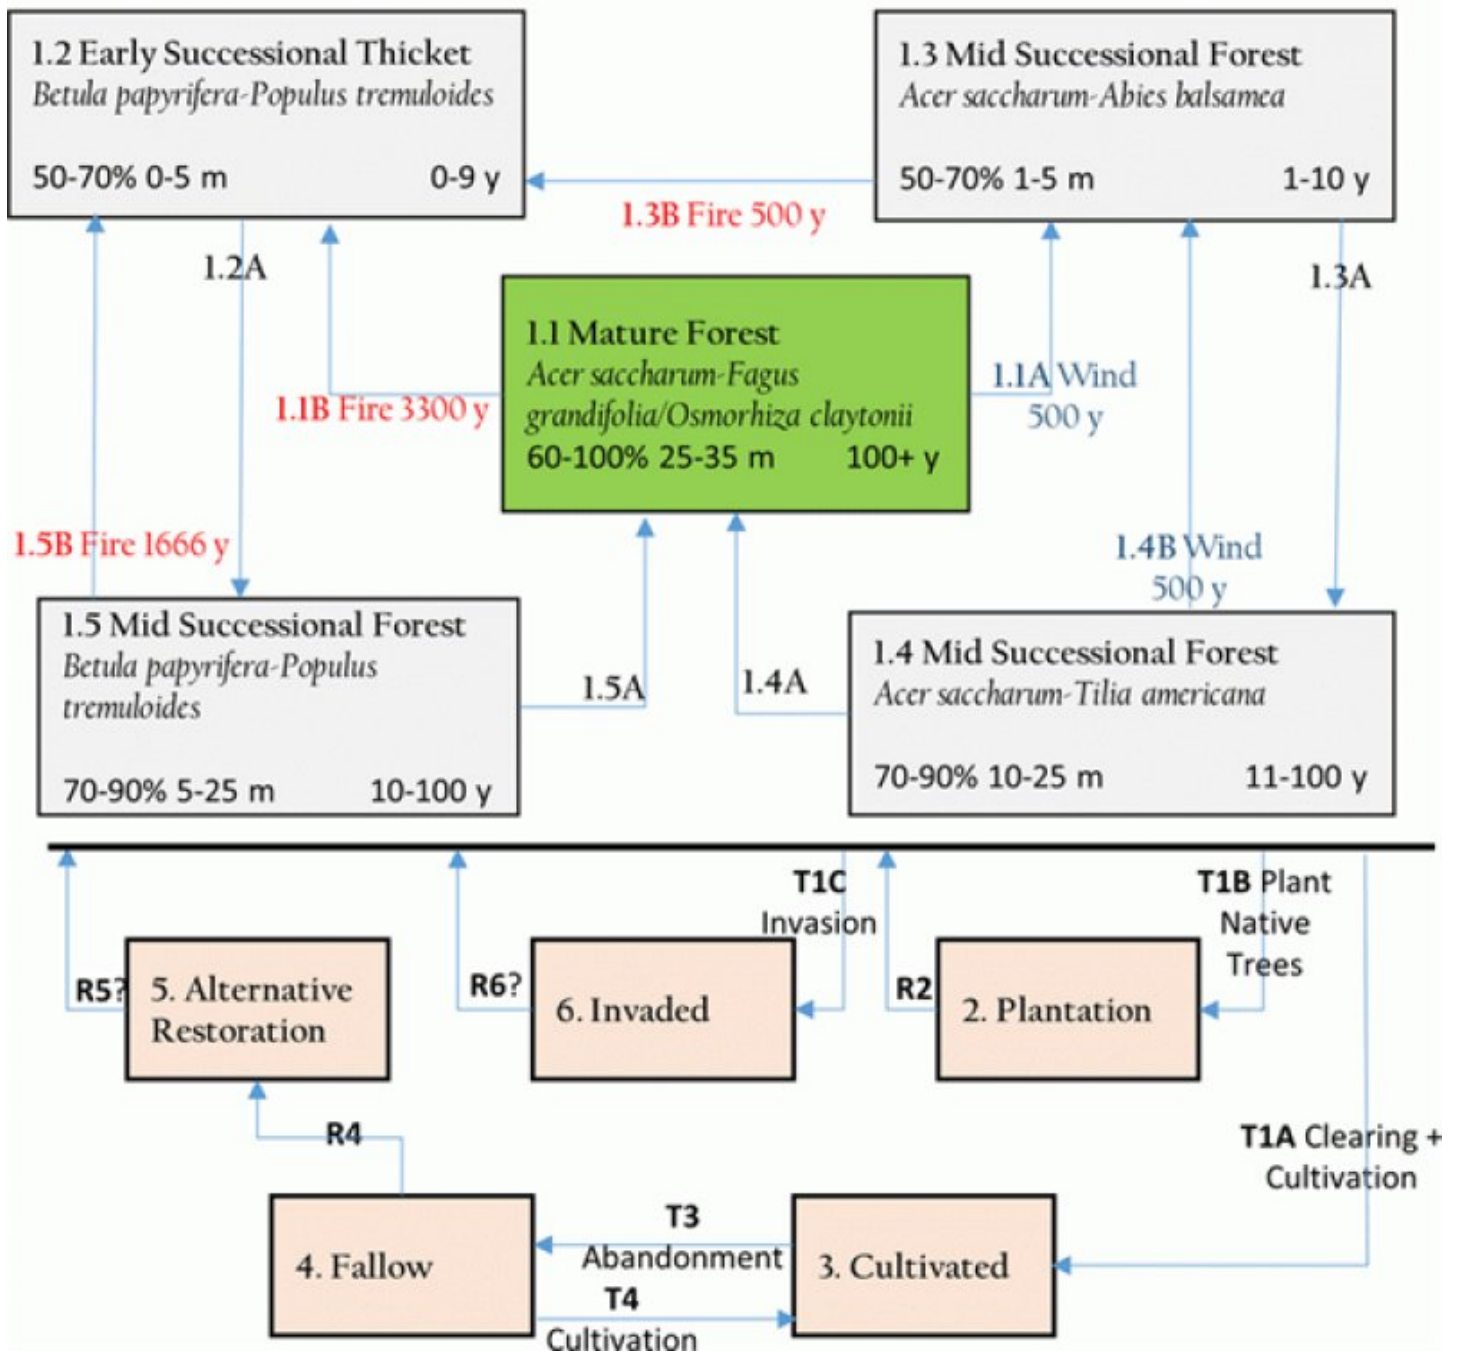 1.2 Early Successional Thicket
Betula papyrifera-Populus tremuloides
50-70% 0-5 m 0-9 y
1.3 Mid Successional Forest
Acer saccharum-Abies balsamea
50-70% 1-5 m 1-10 y
1.3B Fire 500 y
1.2A
1.3A
1.1 Mature Forest
Acer saccharum-Fagus
grandifolia/Osmorhiza claytonii
60-100% 25-35 m 100+ y
1.1B Fire 3300 y
1.1A Wind
500 y
1.5B Fire 1666 y
1.4B Wind
500 y
1.5 Mid Successional Forest
Betula papyrifera-Populus
tremuloides
70-90% 5-25 m 10-100 y
1.5A
1.4A
1.4 Mid Successional Forest
Acer saccharum-Tilia americana
70-90% 10-25 m 11-100 y
T1C
Invasion
T1B Plant
Native
Trees
R5?
5. Alternative
Restoration
R6?
6. Invaded
R2
2. Plantation
R4
T1A Clearing +
Cultivation
4. Fallow
T3
Abandonment
T4
Cultivation
3. Cultivated